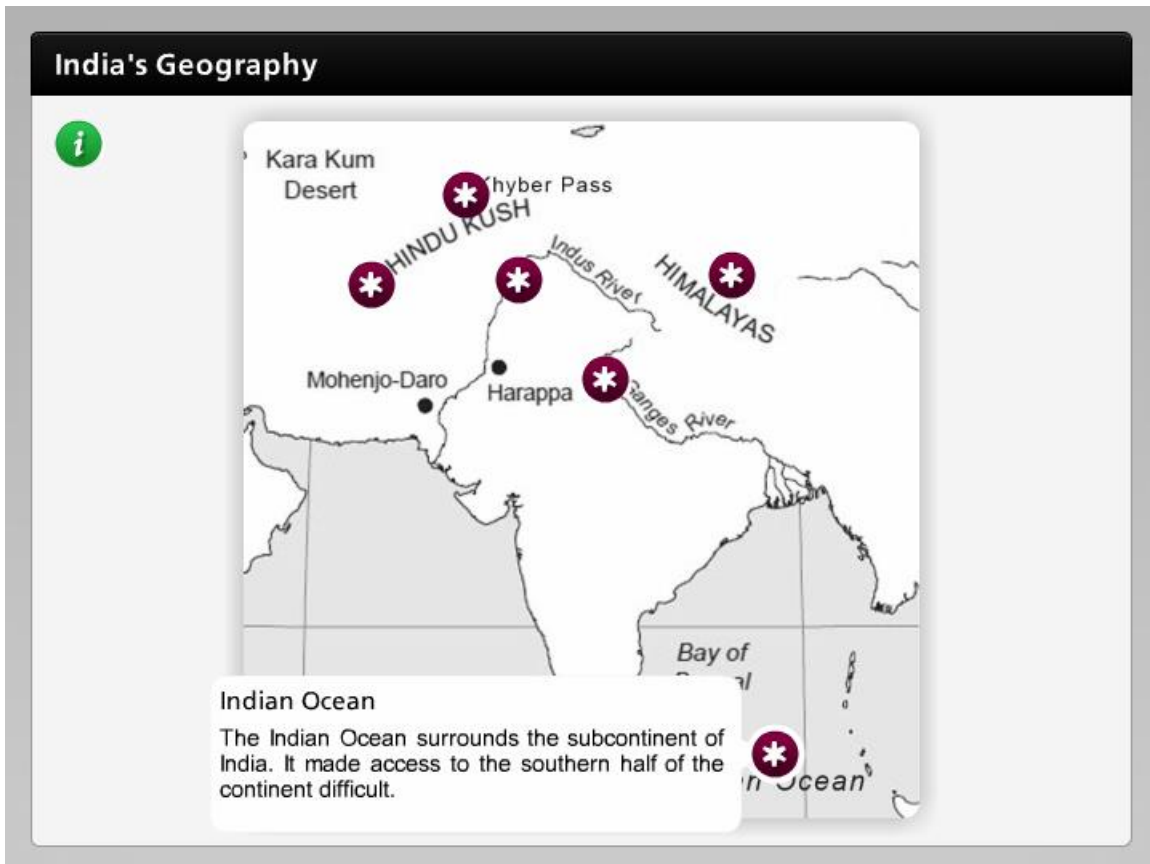 India's Geography
i
Kara Kum
Desert
Khyber Pass
HINDU KUSH
Indus River
HIMALAYAS
Mohenjo-Daro
Harappa
Ganges River
Bay of
Indian Ocean
The Indian Ocean surrounds the subcontinent of
India. It made access to the southern half of the
continent difficult.
Ocean